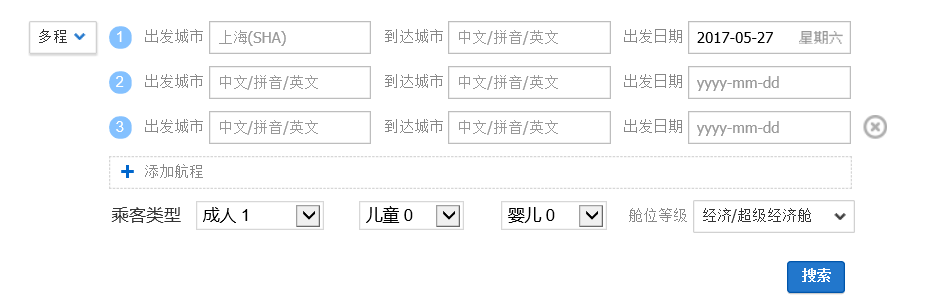 多程 1 出发城市 上海(SHA) 到达城市 中文/拼音/英文 出发日期 2017-05-27 星期六
2 出发城市 中文/拼音/英文 到达城市 中文/拼音/英文 出发日期 yyyy-mm-dd
3 出发城市 中文/拼音/英文 到达城市 中文/拼音/英文 出发日期 yyyy-mm-dd
添加航程
乘客类型 成人 1 儿童 0 婴儿 0 舱位等级 经济/超级经济舱
搜索